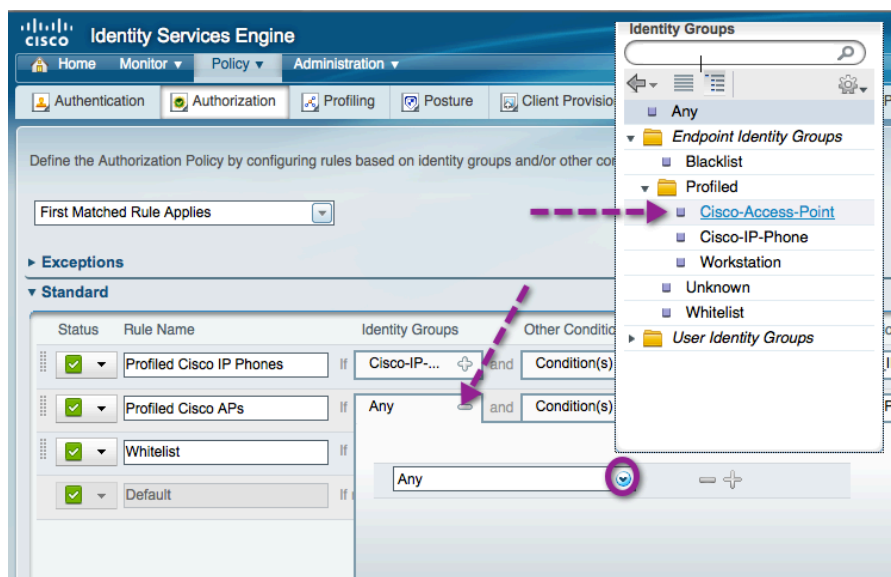 CISCO Identity Services Engine
Home Monitor Policy Administration
Authentication Authorization Profiling Posture Client Provisio
Define the Authorization Policy by configuring rules based on identity groups and/or other co
First Matched Rule Applies
Exceptions
Standard
Status Rule Name Identity Groups Other Conditio
Profiled Cisco IP Phones If Cisco-IP-... and Condition(s)
Profiled Cisco APs If Any and Condition(s)
Whitelist If
Any
Default If
Identity Groups
Any
Endpoint Identity Groups
Blacklist
Profiled
Cisco-Access-Point
Cisco-IP-Phone
Workstation
Unknown
Whitelist
User Identity Groups